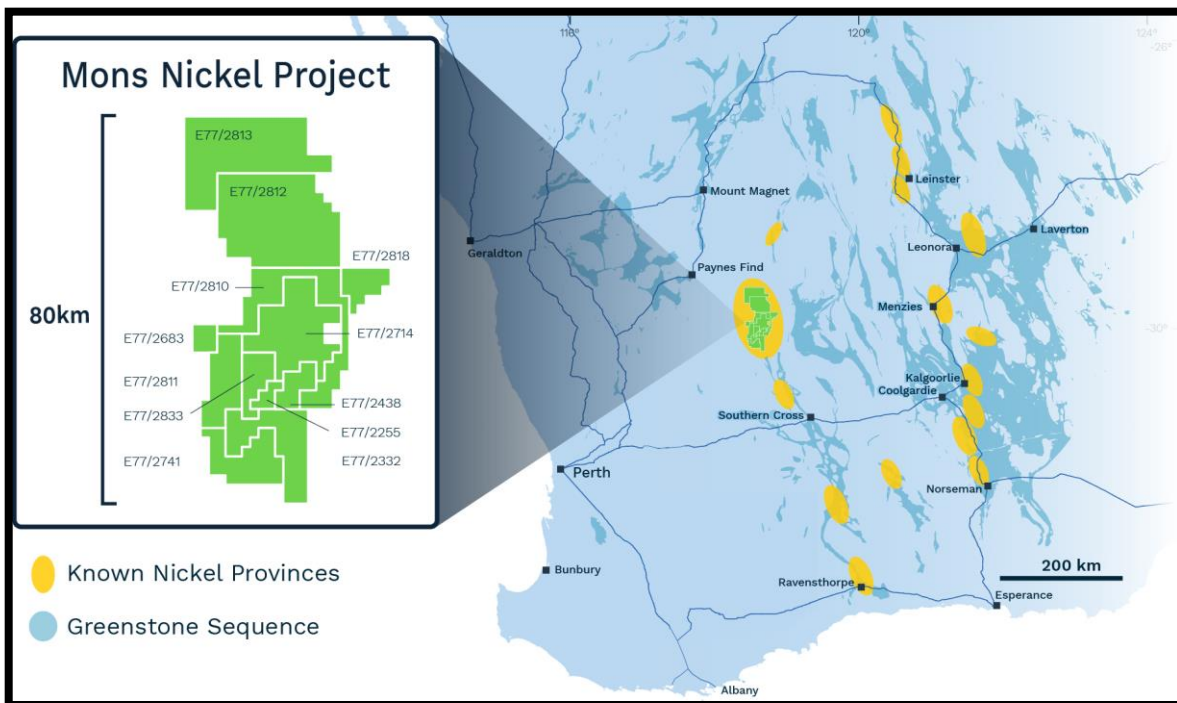 Mons Nickel Project
80km
E77/2813
E77/2812
E77/2818
E77/2810
E77/2714
E77/2683
E77/2811
E77/2438
E77/2833
E77/2255
E77/2741
E77/2332
Known Nickel Provinces
Greenstone Sequence
120°
124°
-26°
Mount Magnet
Leinster
Geraldton
Leonora
Laverton
Paynes Find
Menzies
-30°
Kalgoorlie
Coolgardie
Southern Cross
Perth
Norseman
Bunbury
Ravensthorpe
200 km
Esperance
Albany